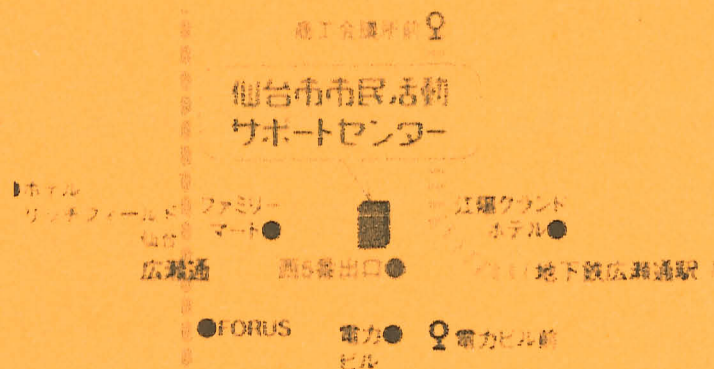 商工会議所前
仙台市市民活動
サポートセンター
ホテル
リッチフィールド
仙台
ファミリー
マート
江陽グランド
ホテル
広瀬通
西5番出口
地下鉄広瀬通駅
FORUS
電力
ビル
電力ビル前